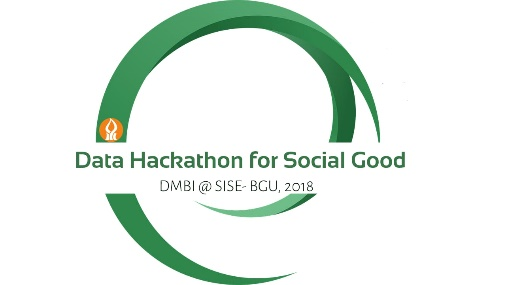 Data Hackathon for Social Good
DMBI @ SISE- BGU, 2018